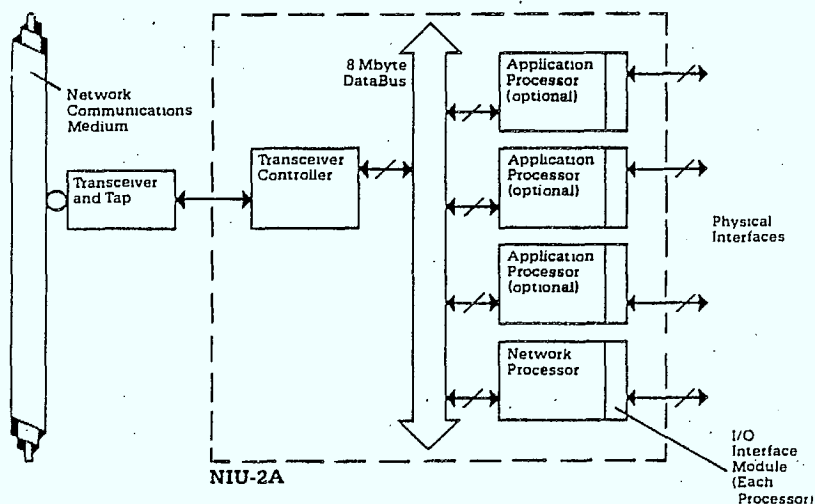 Network
Communications
Medium
Transceiver
and Tap
Transceiver
Controller
8 Mbyte
DataBus
Application
Processor
(optional)
Application
Processor
(optional)
Application
Processor
(optional)
Network
Processor
Physical
Interfaces
I/O
Interface
Module
(Each
Processor)
NIU-2A